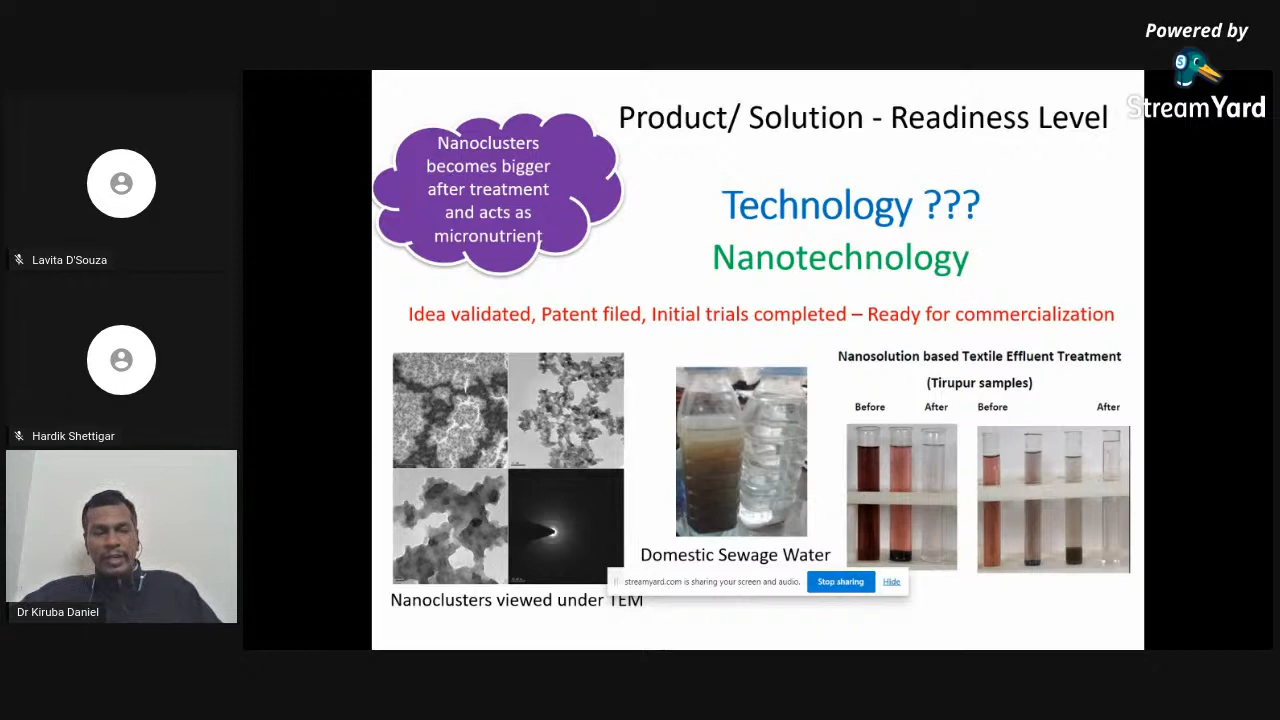 Powered by
StreamYard
Lavita D'Souza
Hardik Shettigar
Dr Kiruba Daniel
Product/ Solution - Readiness Level
Nanoclusters
becomes bigger
after treatment
and acts as
micronutrient
Technology ???
Nanotechnology
Idea validated, Patent filed, Initial trials completed – Ready for commercialization
Nanosolution based Textile Effluent Treatment
(Tirupur samples)
Before After Before After
Domestic Sewage Water
streamyard.com is sharing your screen and audio. Stop sharing Hide
Nanoclusters viewed under TEM